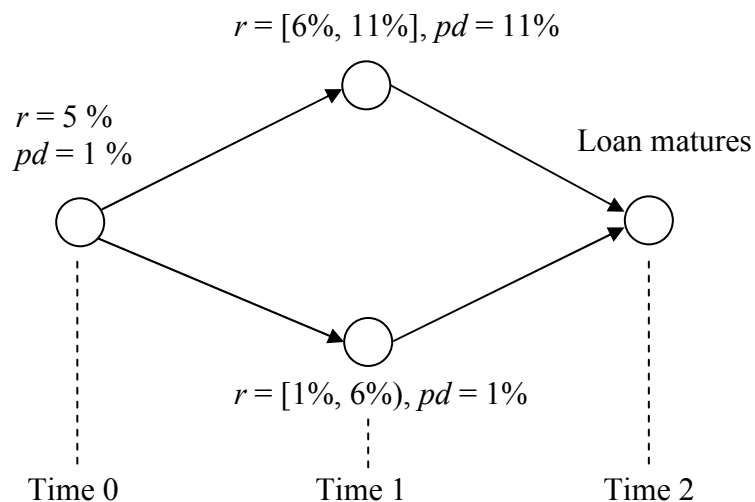 r = [6%, 11%], pd = 11%
r = 5 %
pd = 1 %
Loan matures
r = [1%, 6%), pd = 1%
Time 0
Time 1
Time 2